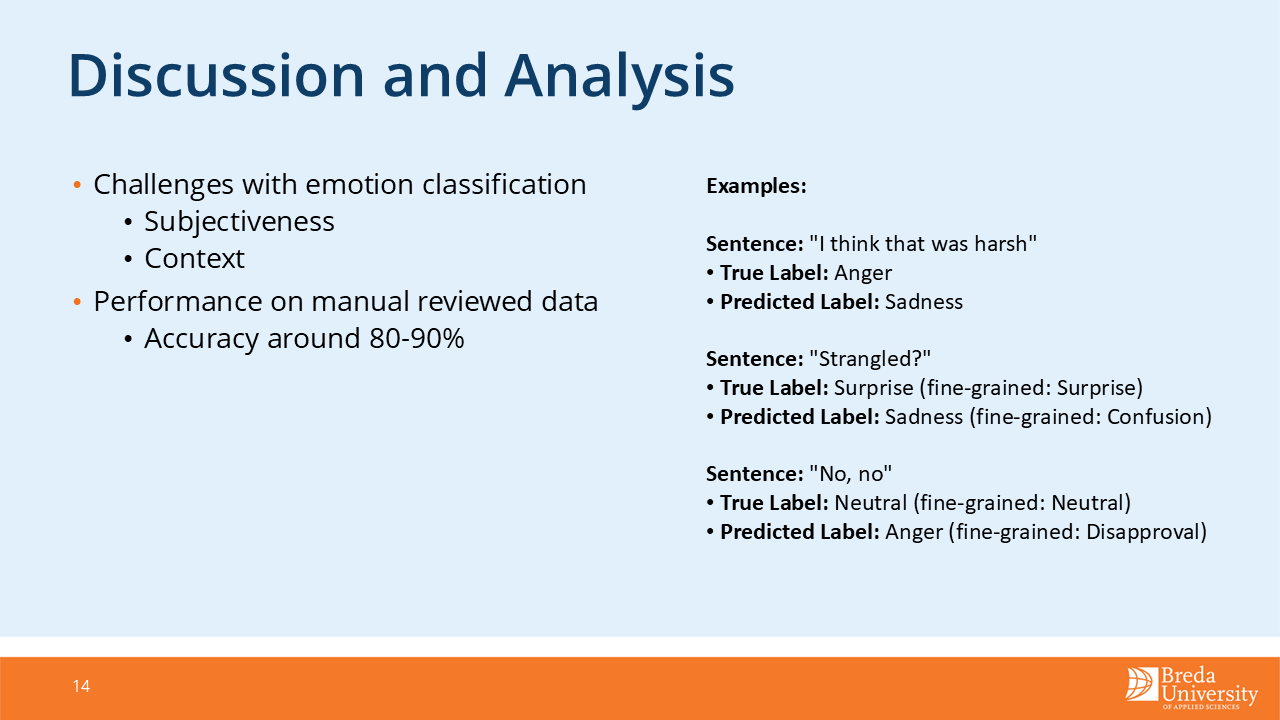 Discussion and Analysis
• Challenges with emotion classification
• Subjectiveness
• Context
• Performance on manual reviewed data
• Accuracy around 80-90%
Examples:
Sentence: "I think that was harsh"
• True Label: Anger
• Predicted Label: Sadness
Sentence: "Strangled?"
• True Label: Surprise (fine-grained: Surprise)
• Predicted Label: Sadness (fine-grained: Confusion)
Sentence: "No, no"
• True Label: Neutral (fine-grained: Neutral)
• Predicted Label: Anger (fine-grained: Disapproval)
14
Breda
University
OF APPLIED SCIENCES